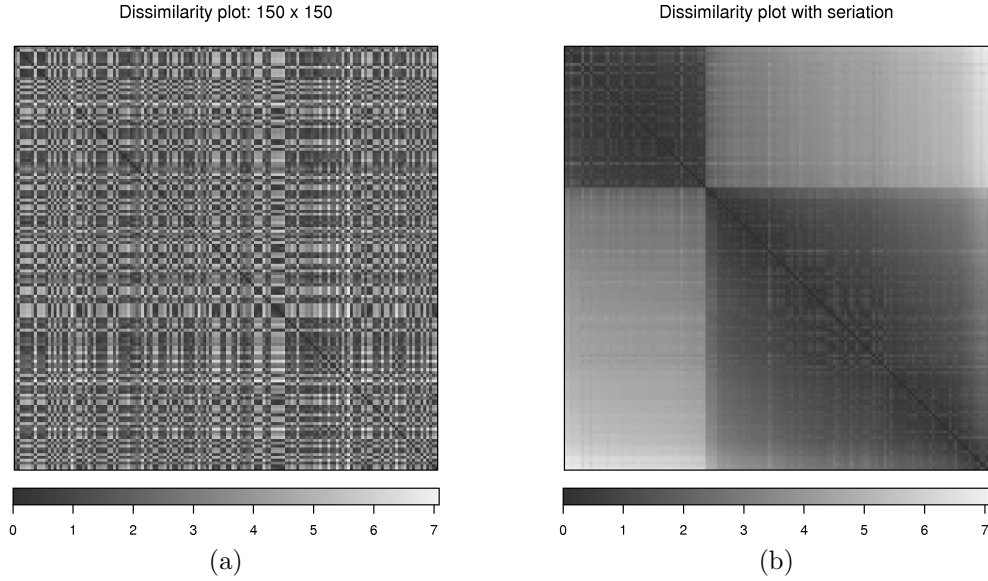 Dissimilarity plot: 150 x 150
0 1 2 3 4 5 6 7
(a)
Dissimilarity plot with seriation
0 1 2 3 4 5 6 7
(b)